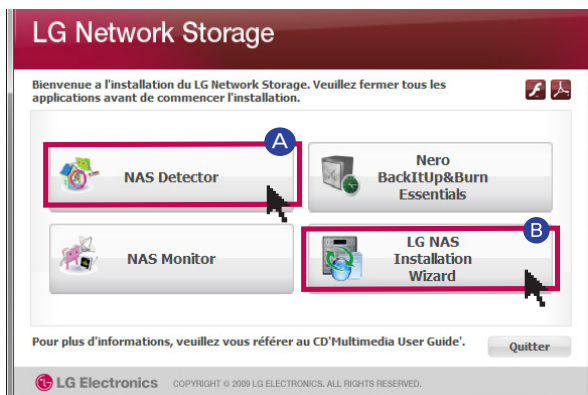 LG Network Storage
Bienvenue a l'installation du LG Network Storage. Veuillez fermer tous les
applications avant de commencer l'installation.
A
NAS Detector
Nero
BackItUp&Burn
Essentials
NAS Monitor
B
LG NAS
Installation
Wizard
Pour plus d'informations, veuillez vous référer au CD'Multimedia User Guide'.
Quitter
LG Electronics COPYRIGHT © 2009 LG ELECTRONICS. ALL RIGHTS RESERVED.